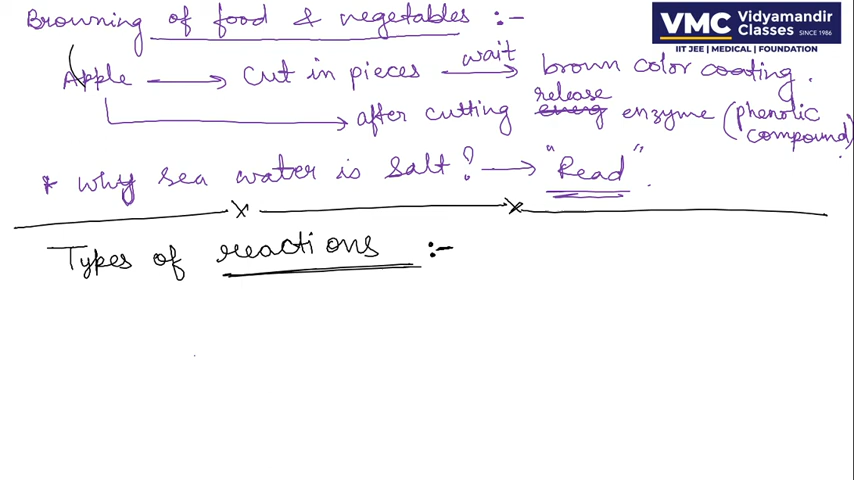 Browning of food & vegetables :-
VMC Vidyamandir Classes SINCE 1986
IIT JEE | MEDICAL | FOUNDATION
Apple → Cut in pieces wait → brown color coating.
→ after cutting release enzyme (phenolic compound).
* why sea water is salt? → "Read".
Types of reactions :-